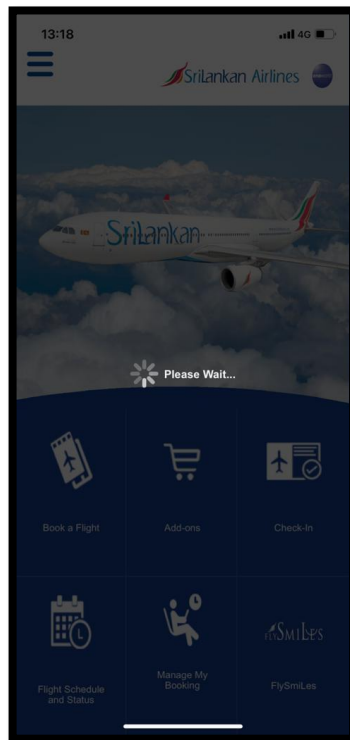 13:18
4G
SriLankan Airlines
SriLankan
Please Wait...
Book a Flight
Add-ons
Check-In
Flight Schedule
and Status
Manage My
Booking
FLYSMiLeS
FlySmiLes